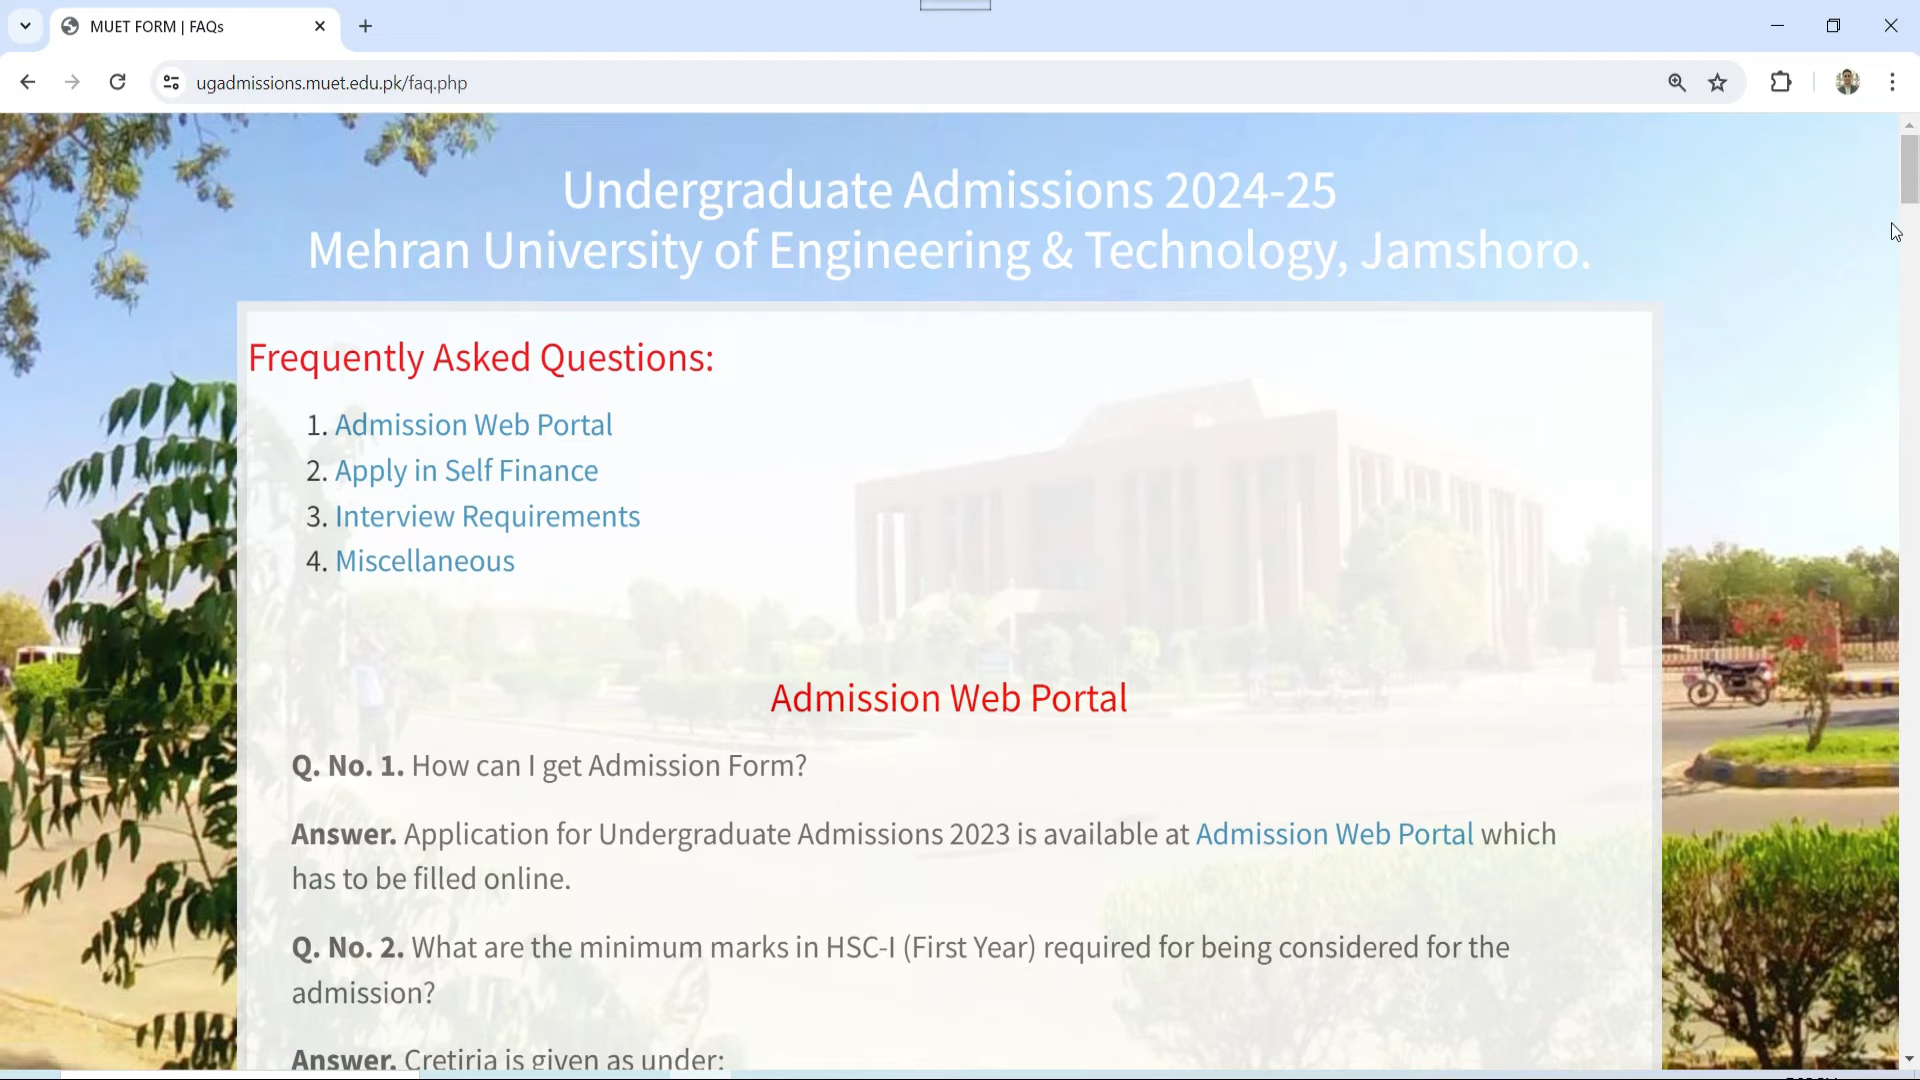 MUET FORM | FAQs
ugadmissions.muet.edu.pk/faq.php
Undergraduate Admissions 2024-25
Mehran University of Engineering & Technology, Jamshoro.
Frequently Asked Questions:
1. Admission Web Portal
2. Apply in Self Finance
3. Interview Requirements
4. Miscellaneous
Admission Web Portal
Q. No. 1. How can I get Admission Form?
Answer. Application for Undergraduate Admissions 2023 is available at Admission Web Portal which
has to be filled online.
Q. No. 2. What are the minimum marks in HSC-I (First Year) required for being considered for the
admission?
Answer. Cretiria is given as under: